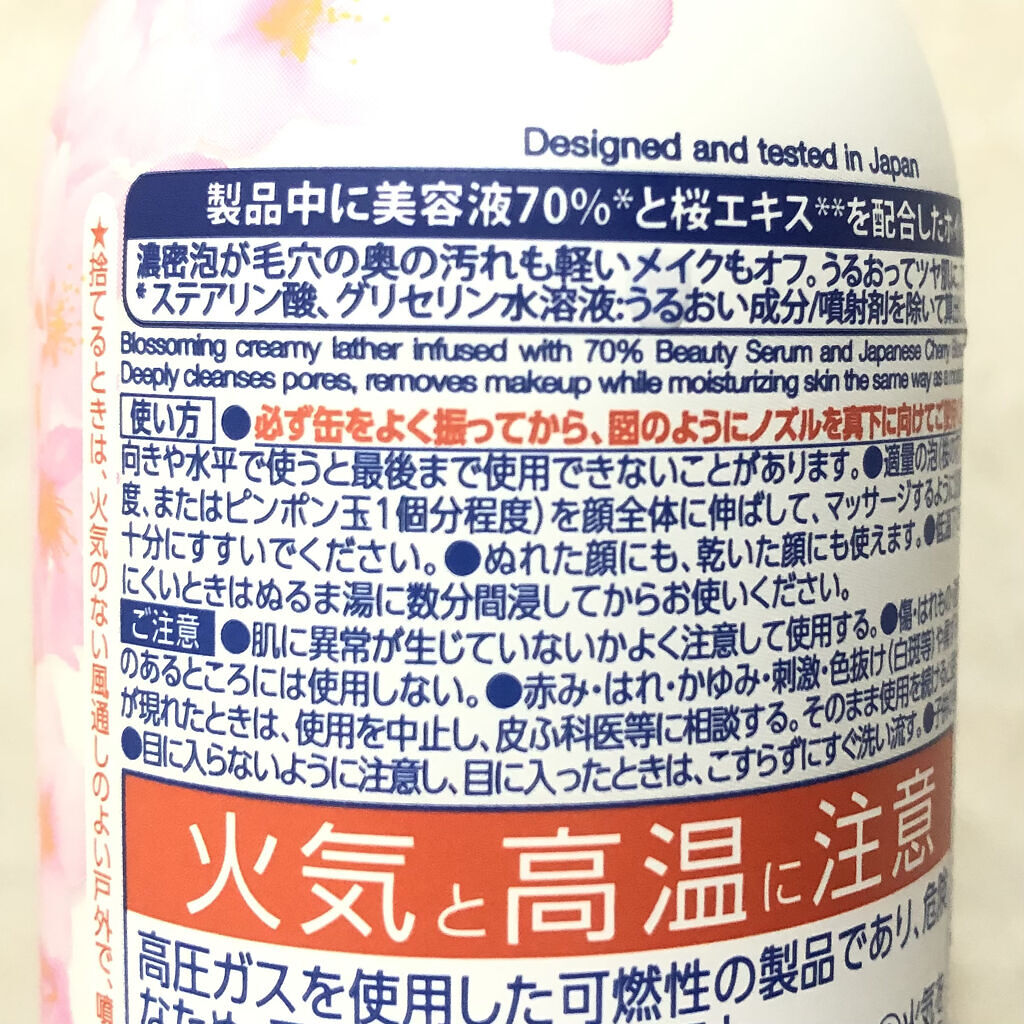 Designed and tested in Japan
製品中に美容液70%*と桜エキス**を配合したホイ
濃密泡が毛穴の奥の汚れも軽いメイクもオフ。うるおってツヤ肌に
*ステアリン酸、グリセリン水溶液:うるおい成分/噴射剤を除いて算出
Blossoming creamy lather infused with 70% Beauty Serum and Japanese Cherry
Deeply cleanses pores, removes makeup while moisturizing skin the same way as a
使い方 ●必ず缶をよく振ってから、図のようにノズルを真下に向けてご使用
向きや水平で使うと最後まで使用できないことがあります。●適量の泡
度、またはピンポン玉1個分程度)を顔全体に伸ばして、マッサージするように
十分にすすいでください。●ぬれた顔にも、乾いた顔にも使えます。●低温で
にくいときはぬるま湯に数分間浸してからお使いください。
ご注意 ●肌に異常が生じていないかよく注意して使用する。●傷・はれもの・
のあるところには使用しない。●赤み・はれ・かゆみ・刺激・色抜け(白斑等)や
が現れたときは、使用を中止し、皮ふ科医等に相談する。そのまま使用を続けると
●目に入らないように注意し、目に入ったときは、こすらずにすぐ洗い流す。●子供
火気と高温に注意
高圧ガスを使用した可燃性の製品であり、危険
★捨てるときは、火気のない風通しのよい戸外で、噴